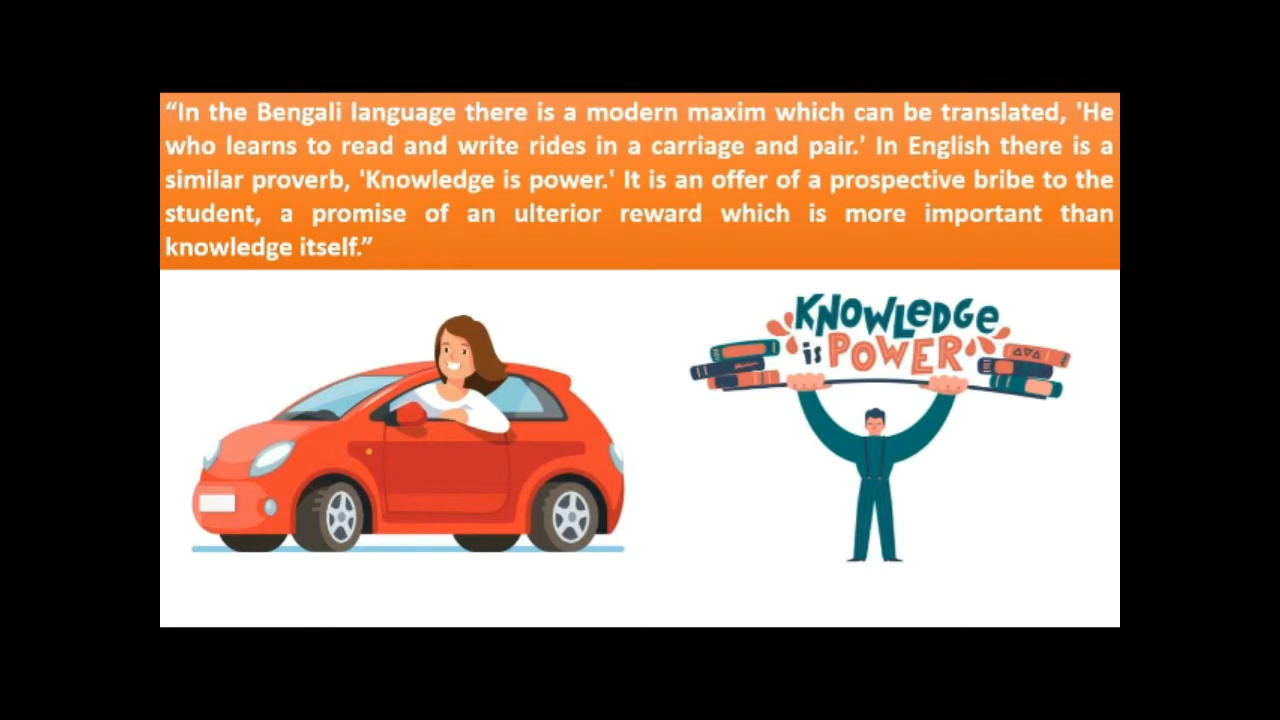 “In the Bengali language there is a modern maxim which can be translated, 'He
who learns to read and write rides in a carriage and pair.' In English there is a
similar proverb, 'Knowledge is power.' It is an offer of a prospective bribe to the
student, a promise of an ulterior reward which is more important than
knowledge itself.”
KNOWLEDGE
is POWER